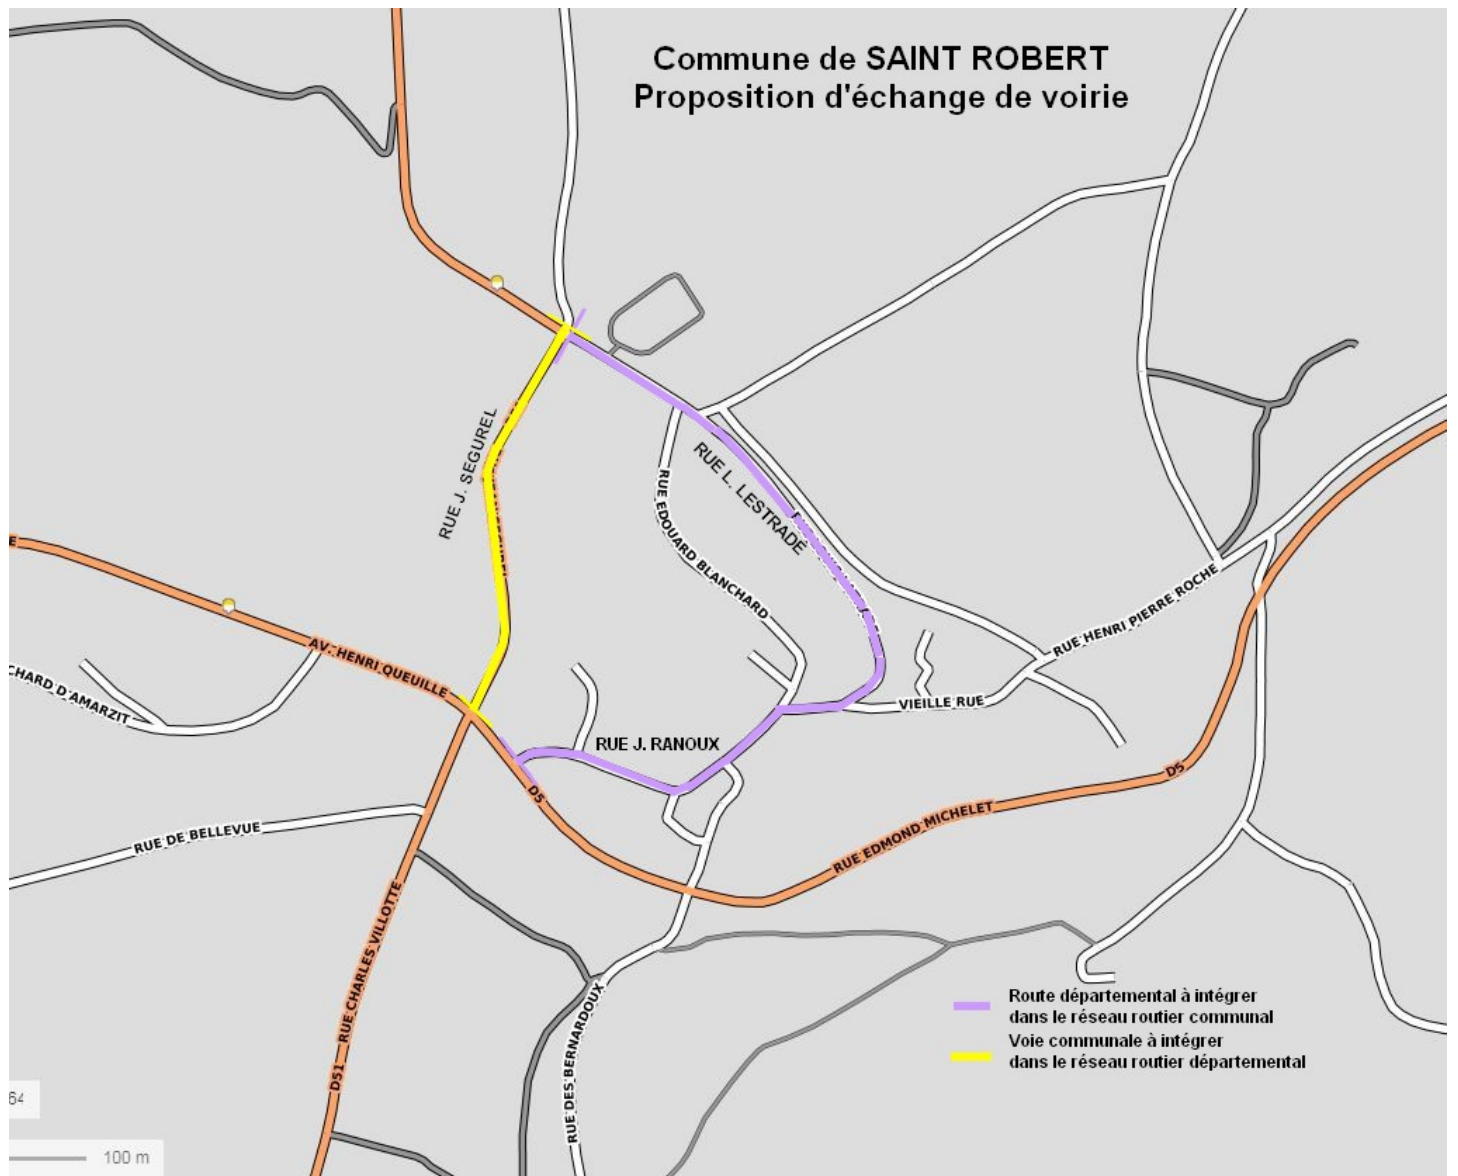 Commune de SAINT ROBERT
Proposition d'échange de voirie
RUE J. SEGUREL
RUE L. LESTRADE
RUE EDOUARD BLANCHARD
E
AV. HENRI QUEUILLE
CHARD D'AMARZIT
RUE HENRI PIERRE ROCHE
VIEILLE RUE
RUE J. RANOUX
D5
D5
RUE DE BELLEVUE
RUE EDMOND MICHELET
RUE CHARLES VILLOTTE
D51
RUE DES BERNARDOUX
Route départemental à intégrer
dans le réseau routier communal
Voie communale à intégrer
dans le réseau routier départemental
64
100 m